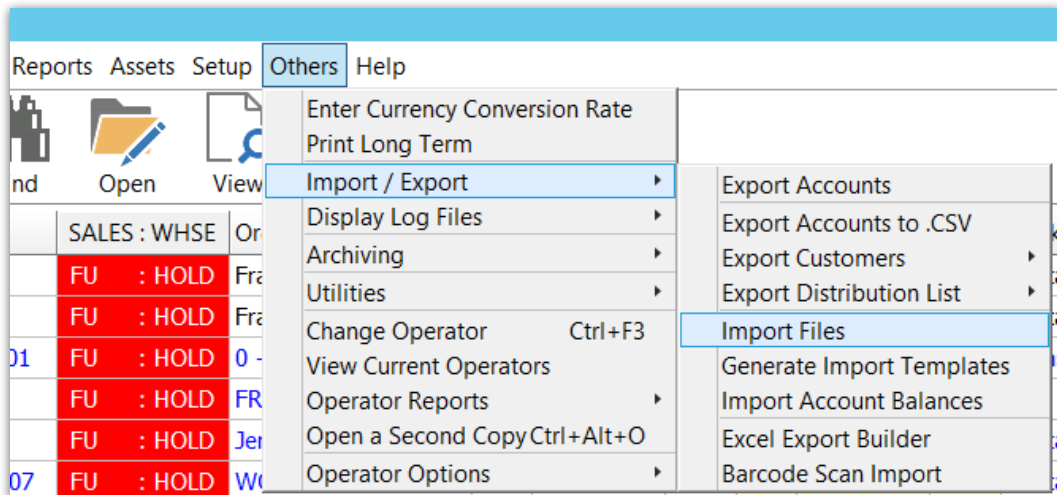 Reports Assets Setup Others Help
Open View
SALES : WHSE
FU : HOLD
FU : HOLD
01 FU : HOLD 0 -
FU : HOLD
FU : HOLD
07 FU : HOLD
Enter Currency Conversion Rate
Print Long Term
Import / Export
Display Log Files
Archiving
Utilities
Change Operator Ctrl+F3
View Current Operators
Operator Reports
Open a Second Copy Ctrl+Alt+O
Operator Options
Export Accounts
Export Accounts to .CSV
Export Customers
Export Distribution List
Import Files
Generate Import Templates
Import Account Balances
Excel Export Builder
Barcode Scan Import